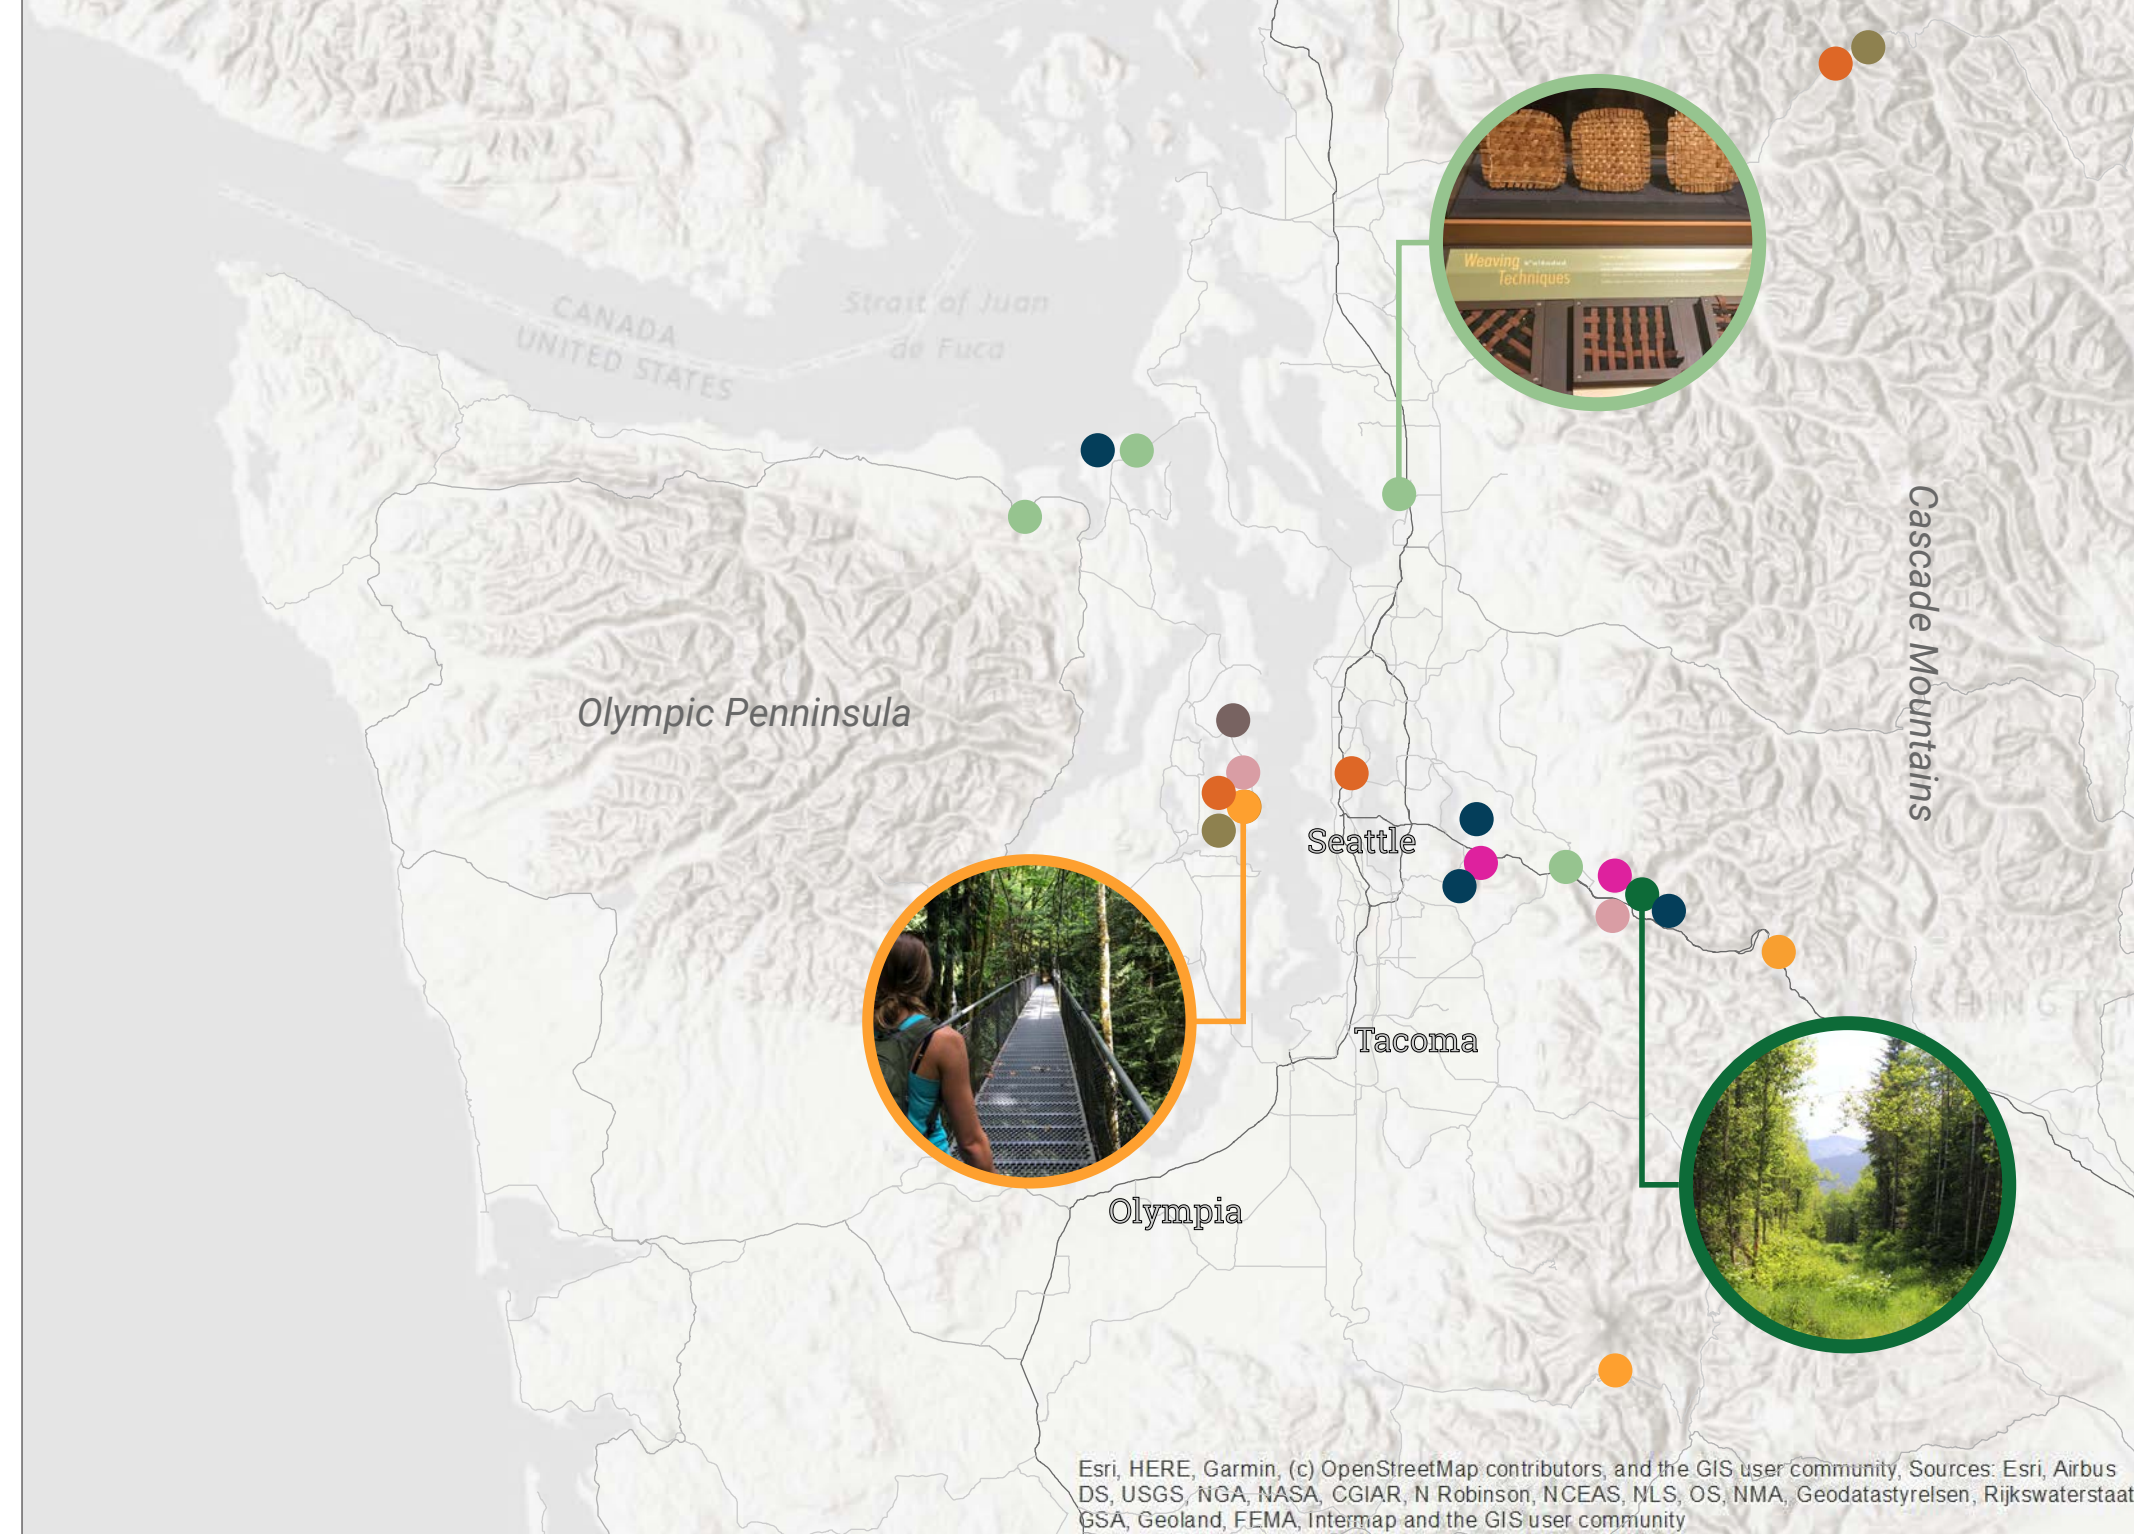 Weaving
Techniques
CANADA
UNITED STATES
Strait of Juan
de Fuca
Cascade Mountains
Olympic Penninsula
Seattle
Tacoma
Olympia
Esri, HERE, Garmin, (c) OpenStreetMap contributors, and the GIS user community, Sources: Esri, Airbus
DS, USGS, NGA, NASA, CGIAR, N Robinson, NCEAS, NLS, OS, NMA, Geodatastyrelsen, Rijkswaterstaat
GSA, Geoland, FEMA, Intermap and the GIS user community